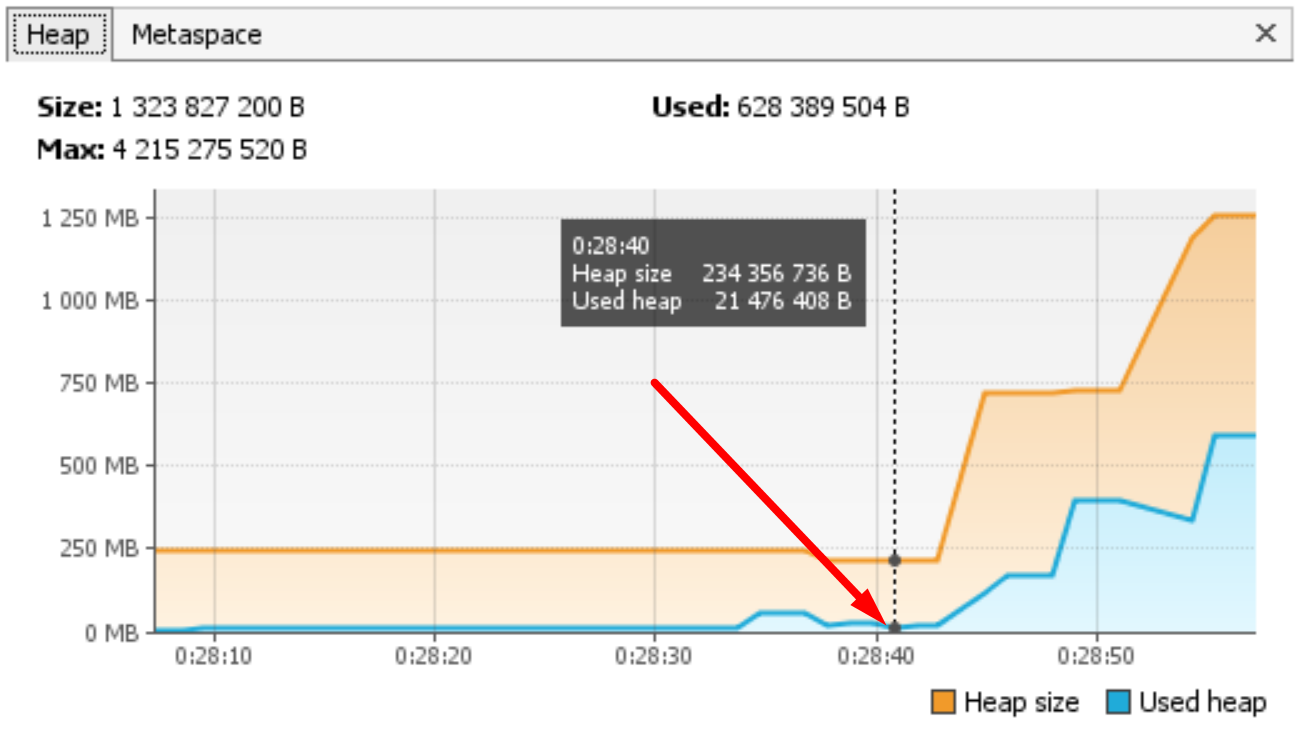 Heap Metaspace ×
Size: 1 323 827 200 B Used: 628 389 504 B
Max: 4 215 275 520 B
1 250 MB
1 000 MB
750 MB
500 MB
250 MB
0 MB
0:28:40
Heap size 234 356 736 B
Used heap 21 476 408 B
0:28:10 0:28:20 0:28:30 0:28:40 0:28:50
Heap size Used heap